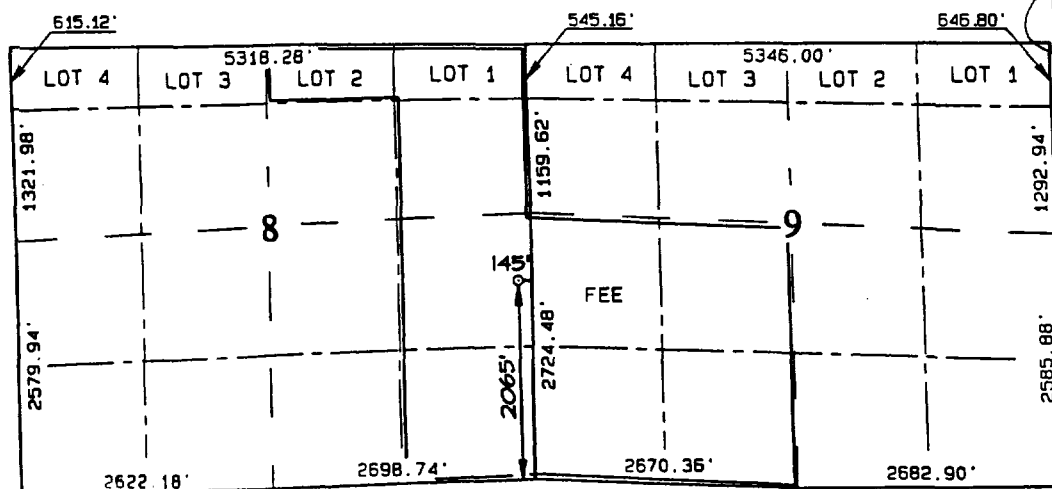 615.12' 545.16' 646.80'
5318.28' 5346.00'
LOT 4 LOT 3 LOT 2 LOT 1 LOT 4 LOT 3 LOT 2 LOT 1
1321.98' 1159.62' 1292.94'
8 9
145'
FEE
2579.94' 2065' 2724.48' 2585.88'
2622.18' 2698.74' 2670.36' 2682.90'